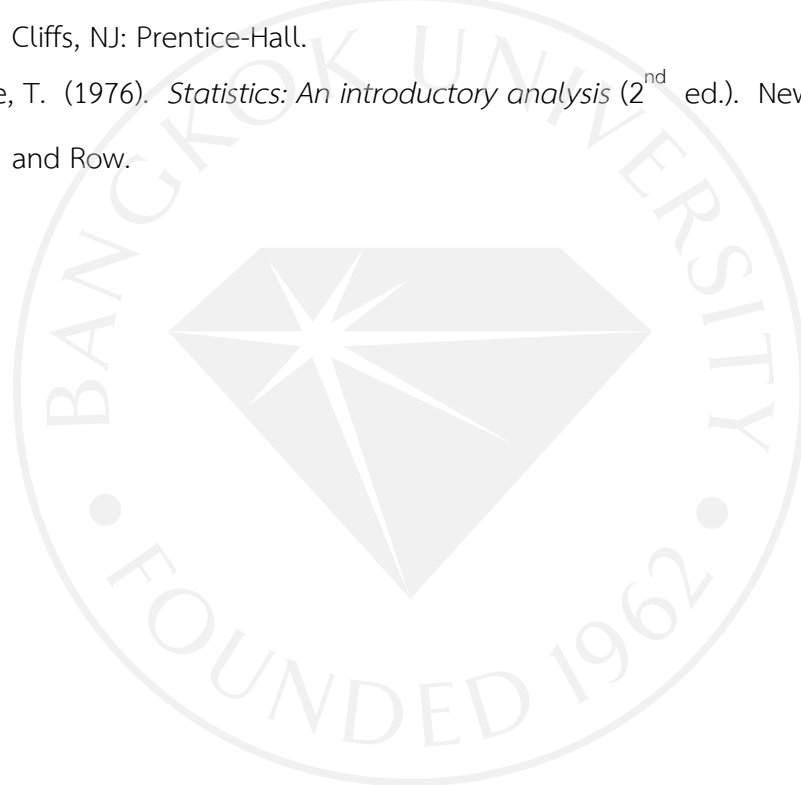 Cliffs, NJ: Prentice-Hall.
e, T. (1976). Statistics: An introductory analysis (2nd ed.). New
and Row.
BANGKOK UNIVERSITY
FOUNDED 1962